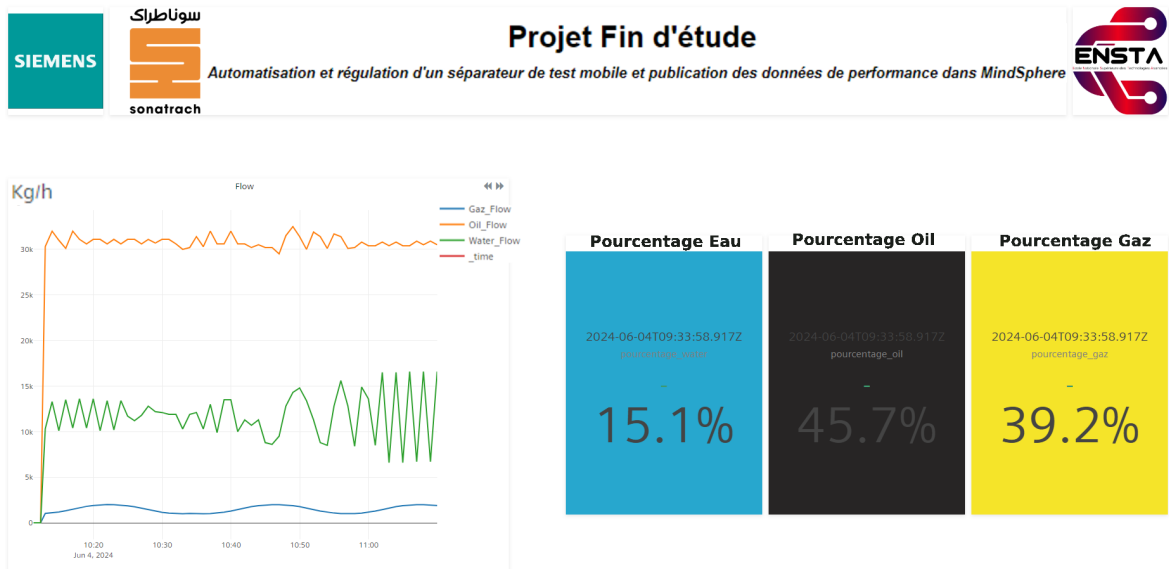 SIEMENS
سوناطراك
sonatrach
Projet Fin d'étude
Automatisation et régulation d'un séparateur de test mobile et publication des données de performance dans MindSphere
ENSTA
Kg/h
Flow
Gaz_Flow
Oil_Flow
Water_Flow
_time
30k
25k
20k
15k
10k
5k
0
10:20
10:30
10:40
10:50
11:00
Jun 4, 2024
Pourcentage Eau
2024-06-04T09:33:58.917Z
pourcentage_water
–
15.1%
Pourcentage Oil
2024-06-04T09:33:58.917Z
pourcentage_oil
–
45.7%
Pourcentage Gaz
2024-06-04T09:33:58.917Z
pourcentage_gaz
–
39.2%